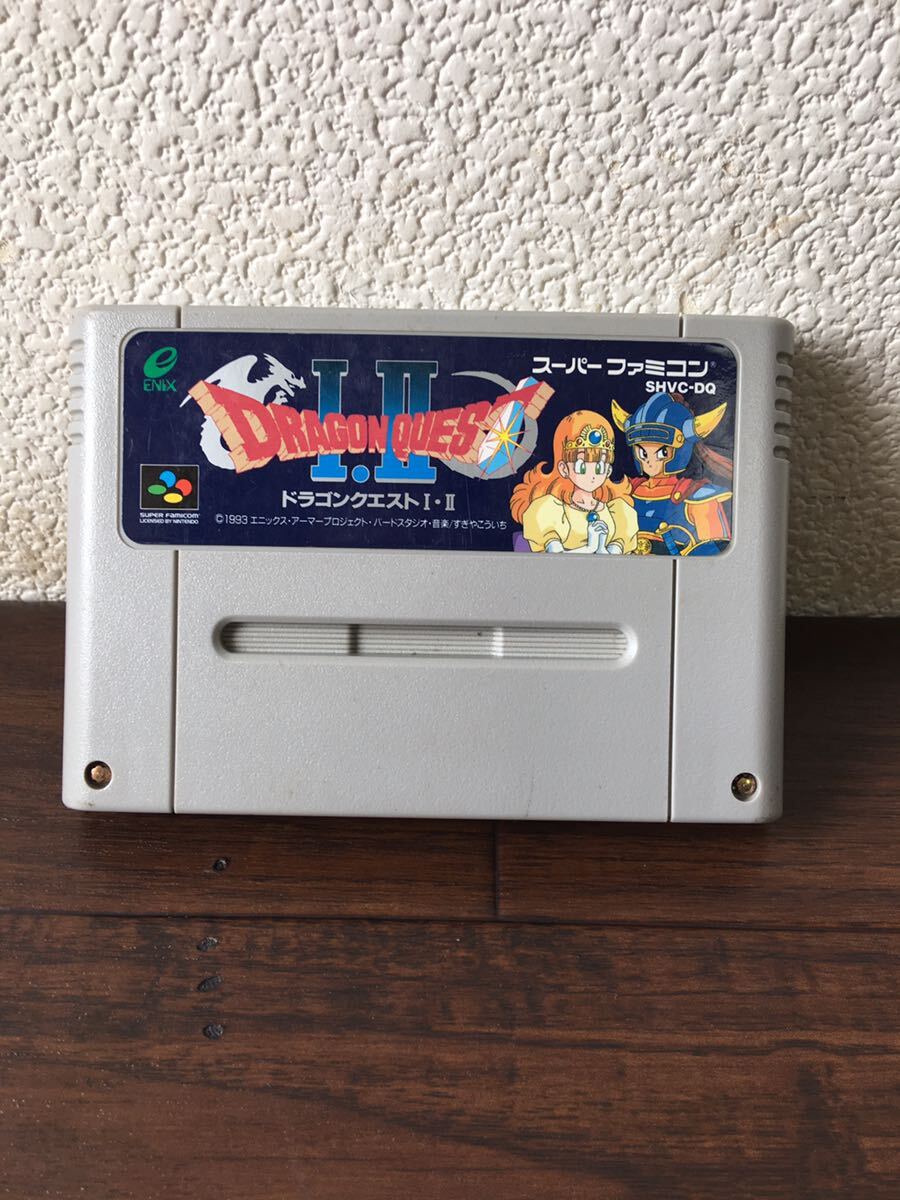 ENIX
I.II
DRAGON QUEST
スーパーファミコン
SHVC-DQ
SUPER FAMICOM
LICENSED BY NINTENDO
ドラゴンクエストI・II
©1993 エニックス・アーマープロジェクト・バードスタジオ・音楽/すぎやこういち